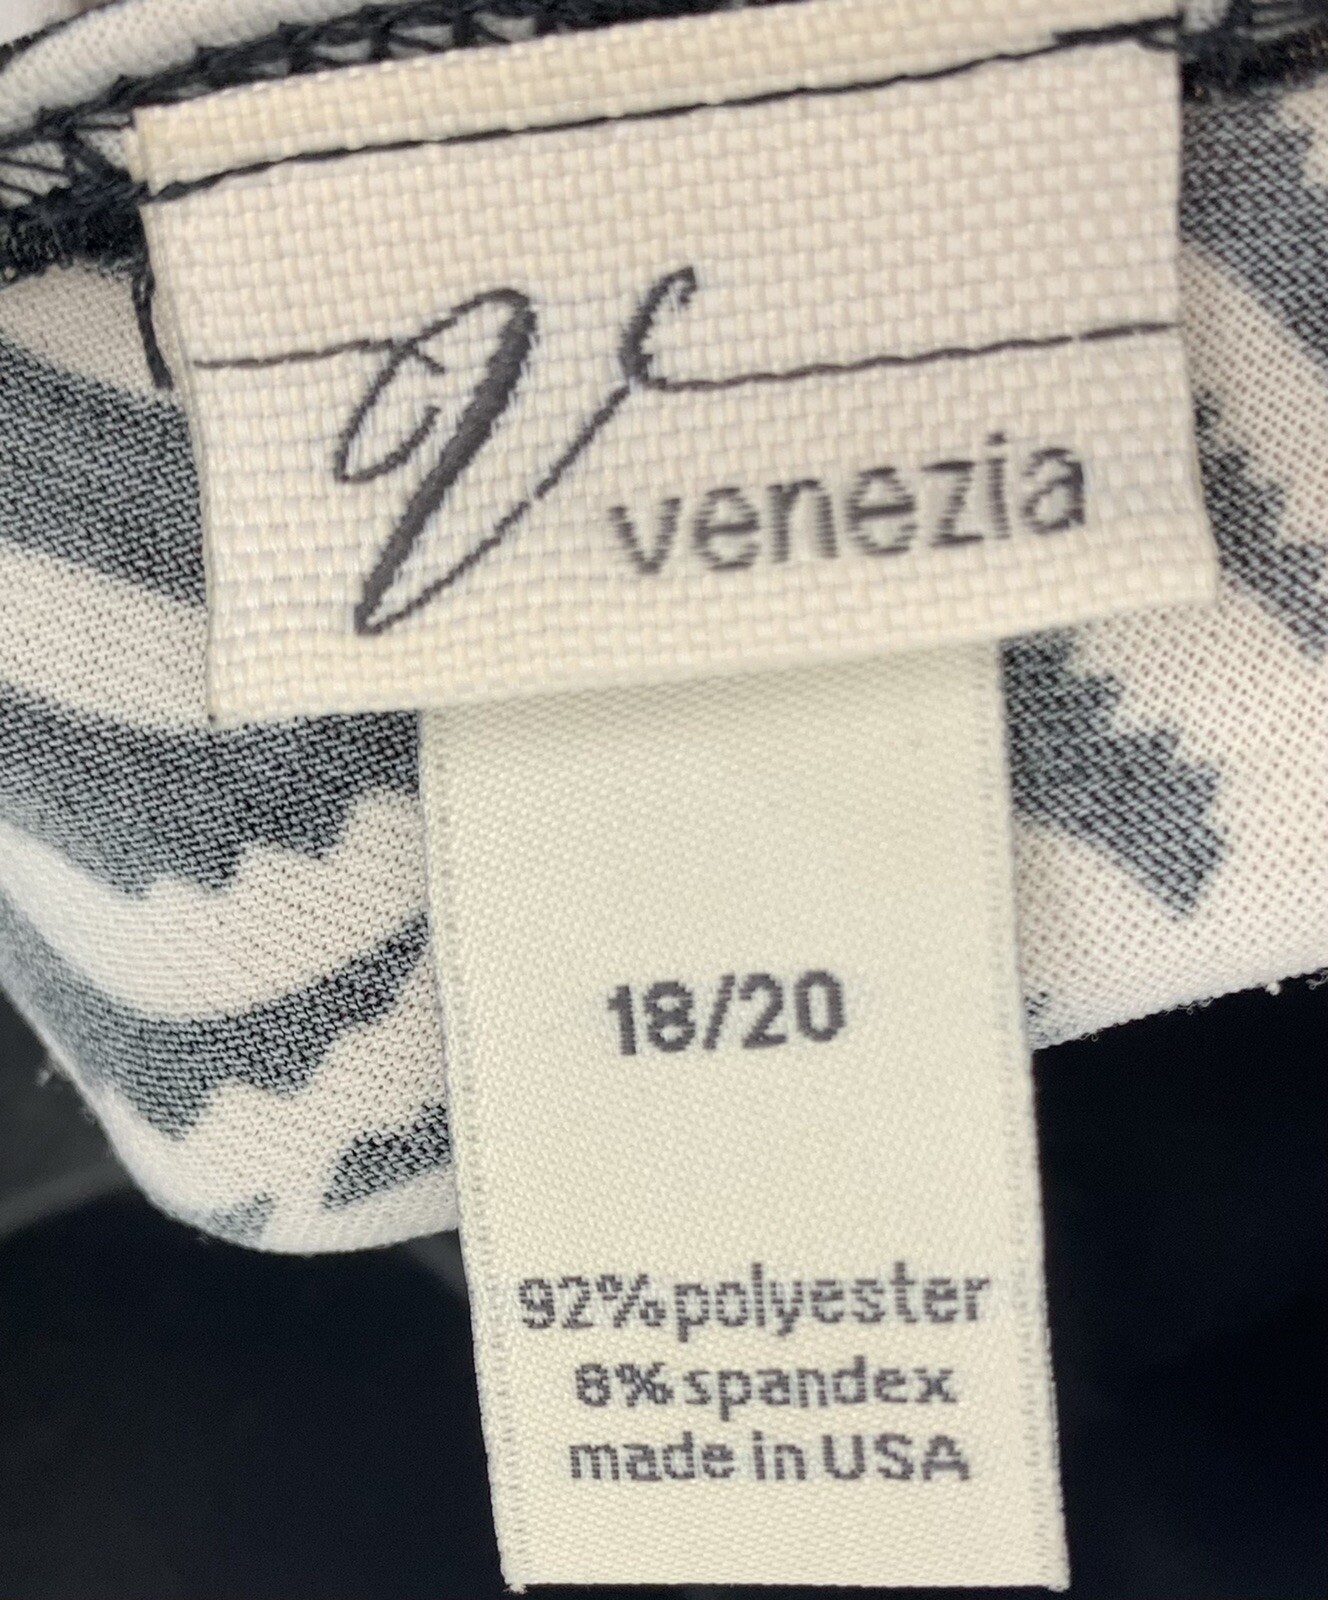 V
venezia
18/20
92% polyester
8% spandex
made in USA